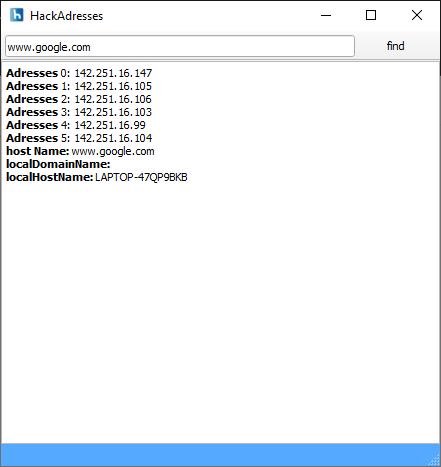 HackAdresses
www.google.com
find
Adresses 0: 142.251.16.147
Adresses 1: 142.251.16.105
Adresses 2: 142.251.16.106
Adresses 3: 142.251.16.103
Adresses 4: 142.251.16.99
Adresses 5: 142.251.16.104
host Name: www.google.com
localDomainName:
localHostName: LAPTOP-47QP9BKB